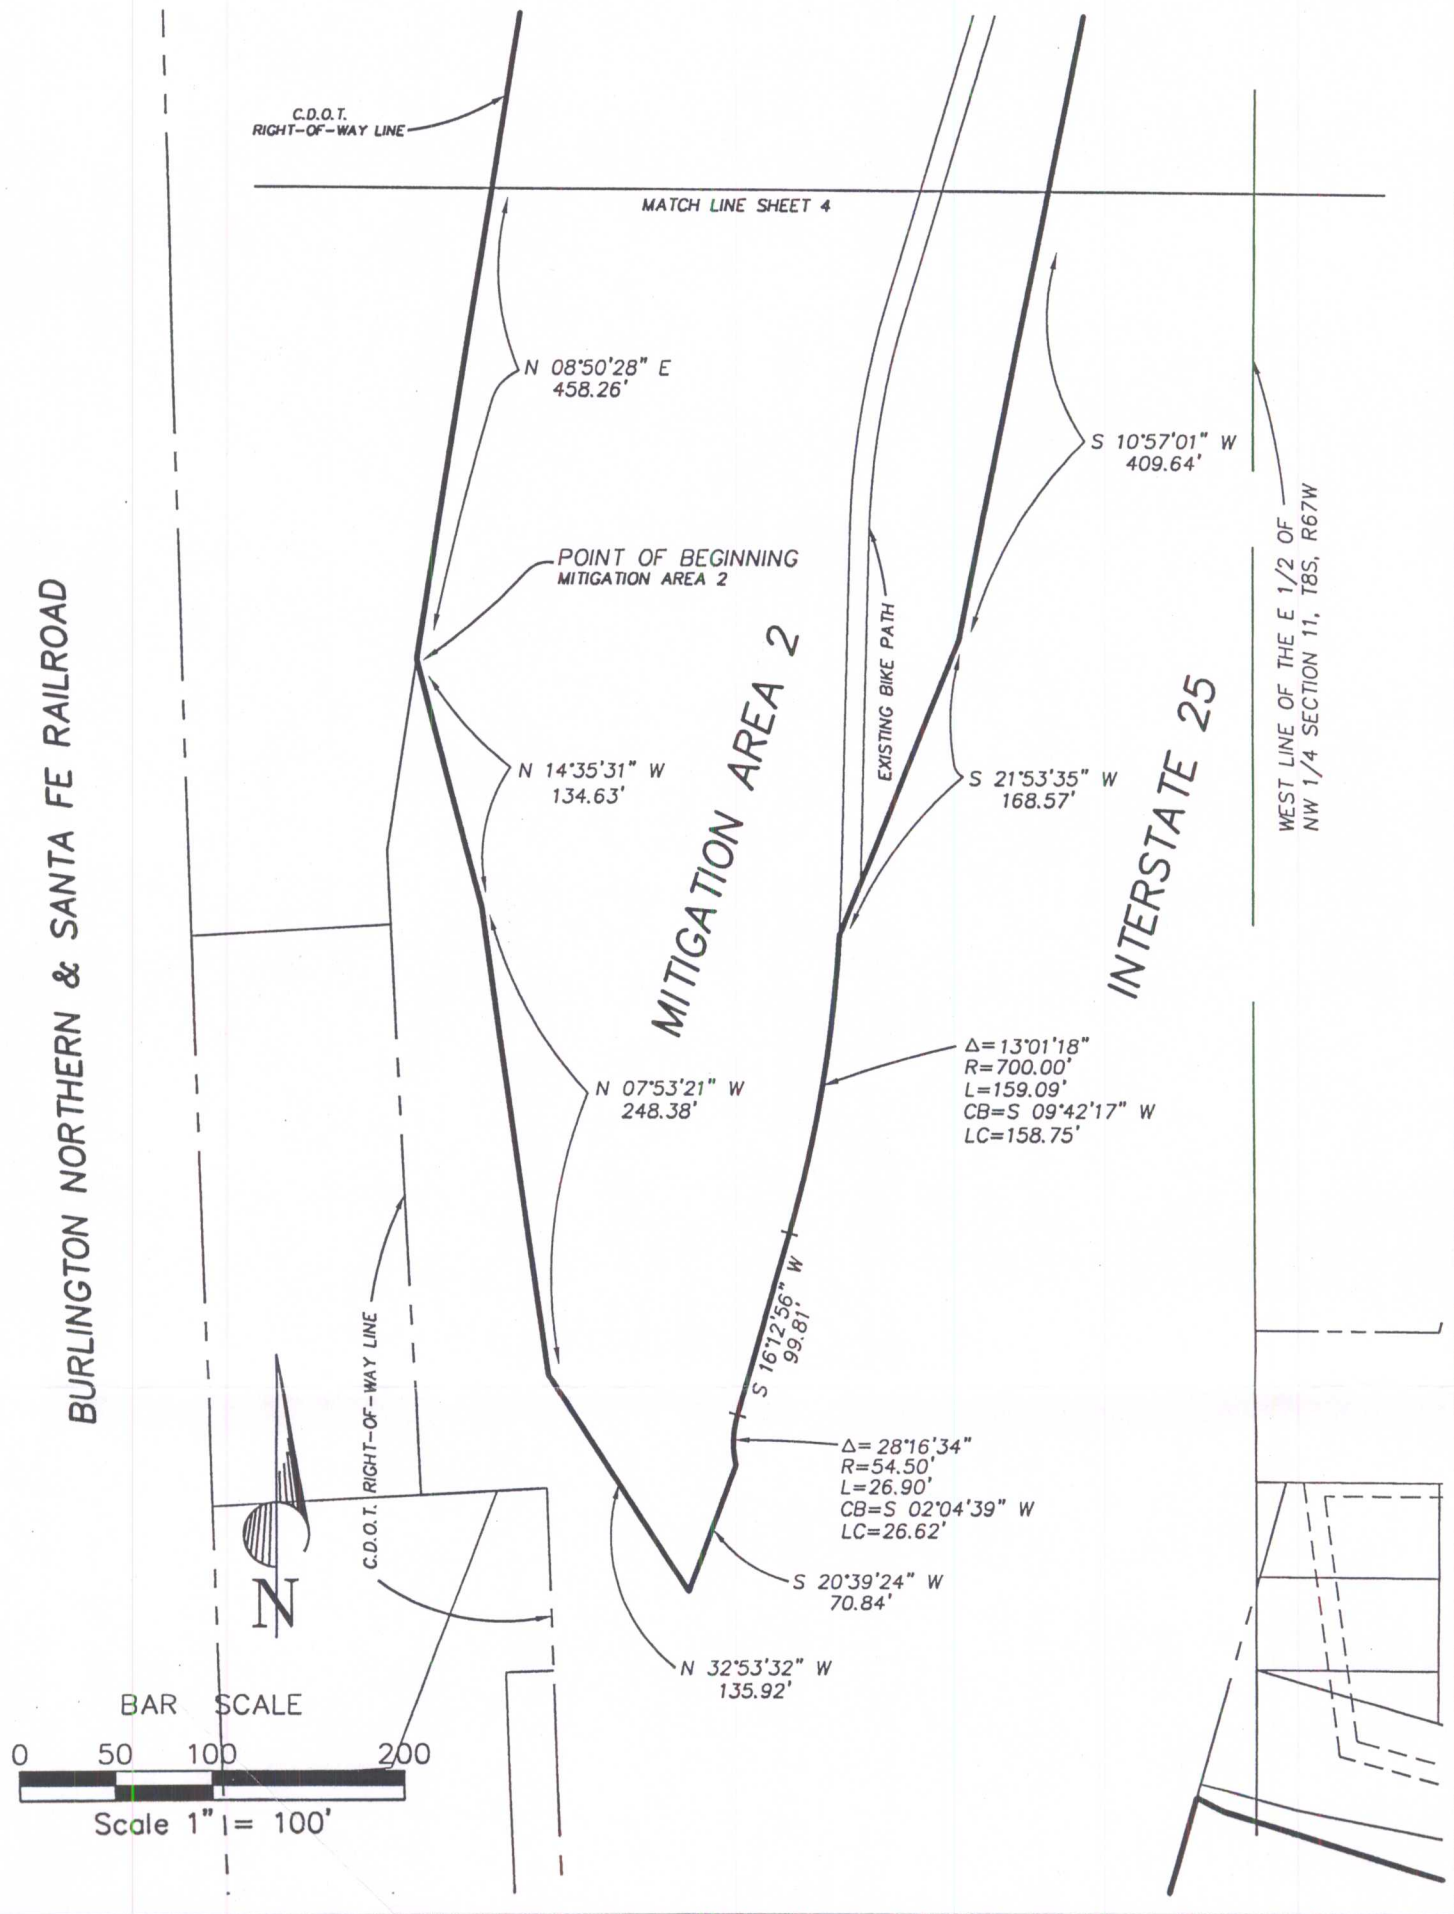 C.D.O.T.
RIGHT-OF-WAY LINE
MATCH LINE SHEET 4
N 08°50'28" E
458.26'
S 10°57'01" W
409.64'
POINT OF BEGINNING
MITIGATION AREA 2
WEST LINE OF THE E 1/2 OF
NW 1/4 SECTION 11, T8S, R67W
BURLINGTON NORTHERN & SANTA FE RAILROAD
MITIGATION AREA 2
EXISTING BIKE PATH
INTERSTATE 25
N 14°35'31" W
134.63'
S 21°53'35" W
168.57'
N 07°53'21" W
248.38'
Δ=13°01'18"
R=700.00'
L=159.09'
CB=S 09°42'17" W
LC=158.75'
S 16°12'56" W
99.81'
C.D.O.T. RIGHT-OF-WAY LINE
Δ=28°16'34"
R=54.50'
L=26.90'
CB=S 02°04'39" W
LC=26.62'
S 20°39'24" W
70.84'
N
N 32°53'32" W
135.92'
BAR SCALE
0 50 100 200
Scale 1" = 100'